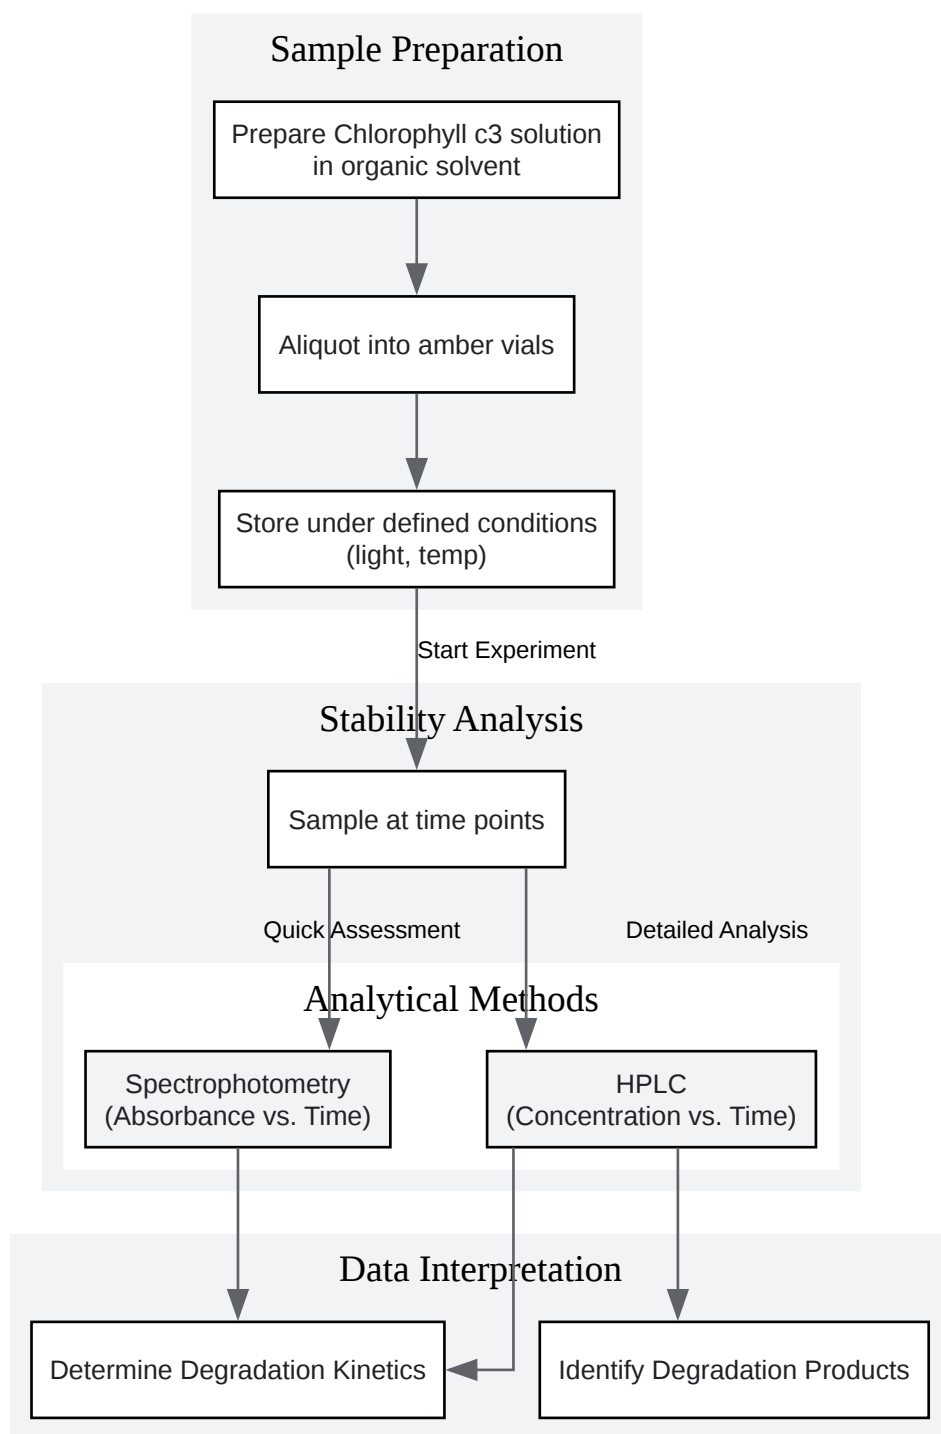 Sample Preparation
Prepare Chlorophyll c3 solution
in organic solvent
Aliquot into amber vials
Store under defined conditions
(light, temp)
Start Experiment
Stability Analysis
Sample at time points
Quick Assessment
Detailed Analysis
Analytical Methods
Spectrophotometry
(Absorbance vs. Time)
HPLC
(Concentration vs. Time)
Data Interpretation
Determine Degradation Kinetics
Identify Degradation Products